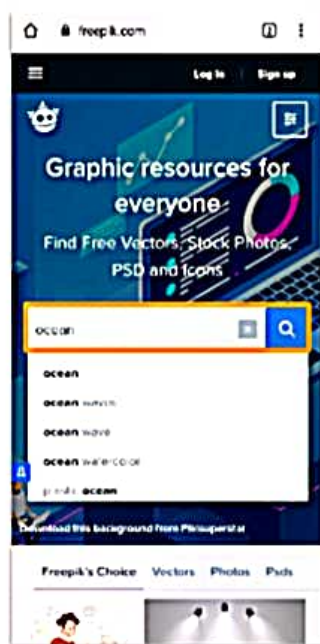 freepik.com
Log in Sign up
Graphic resources for
everyone
Find Free Vectors, Stock Photos,
PSD and Icons
ocean
ocean
ocean waves
ocean wave
ocean watercolor
plastic ocean
Download this background from Pikisuperstar
Freepik's Choice Vectors Photos Psds